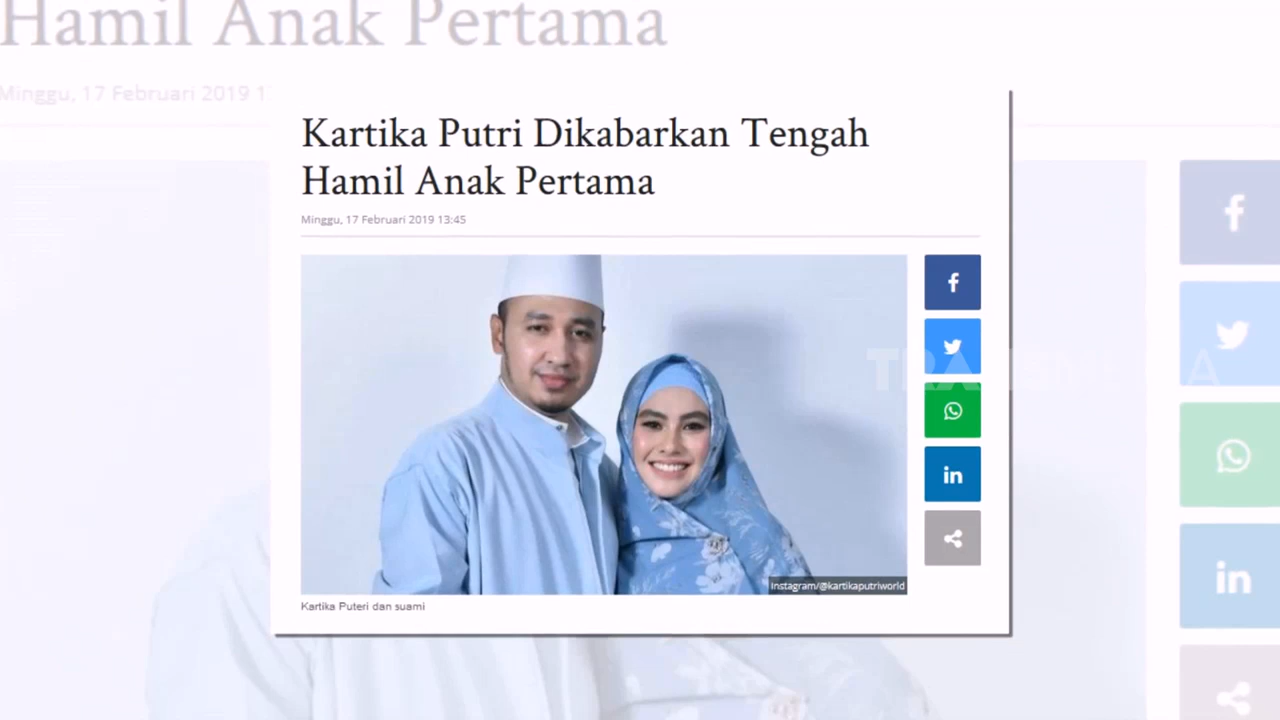 Hamil Anak Pertama
Minggu, 17 Februari 2019 1
Kartika Putri Dikabarkan Tengah
Hamil Anak Pertama
Minggu, 17 Februari 2019 13:45
f
in
instagram/@kartikaputriworld
Kartika Puteri dan suami
f
in